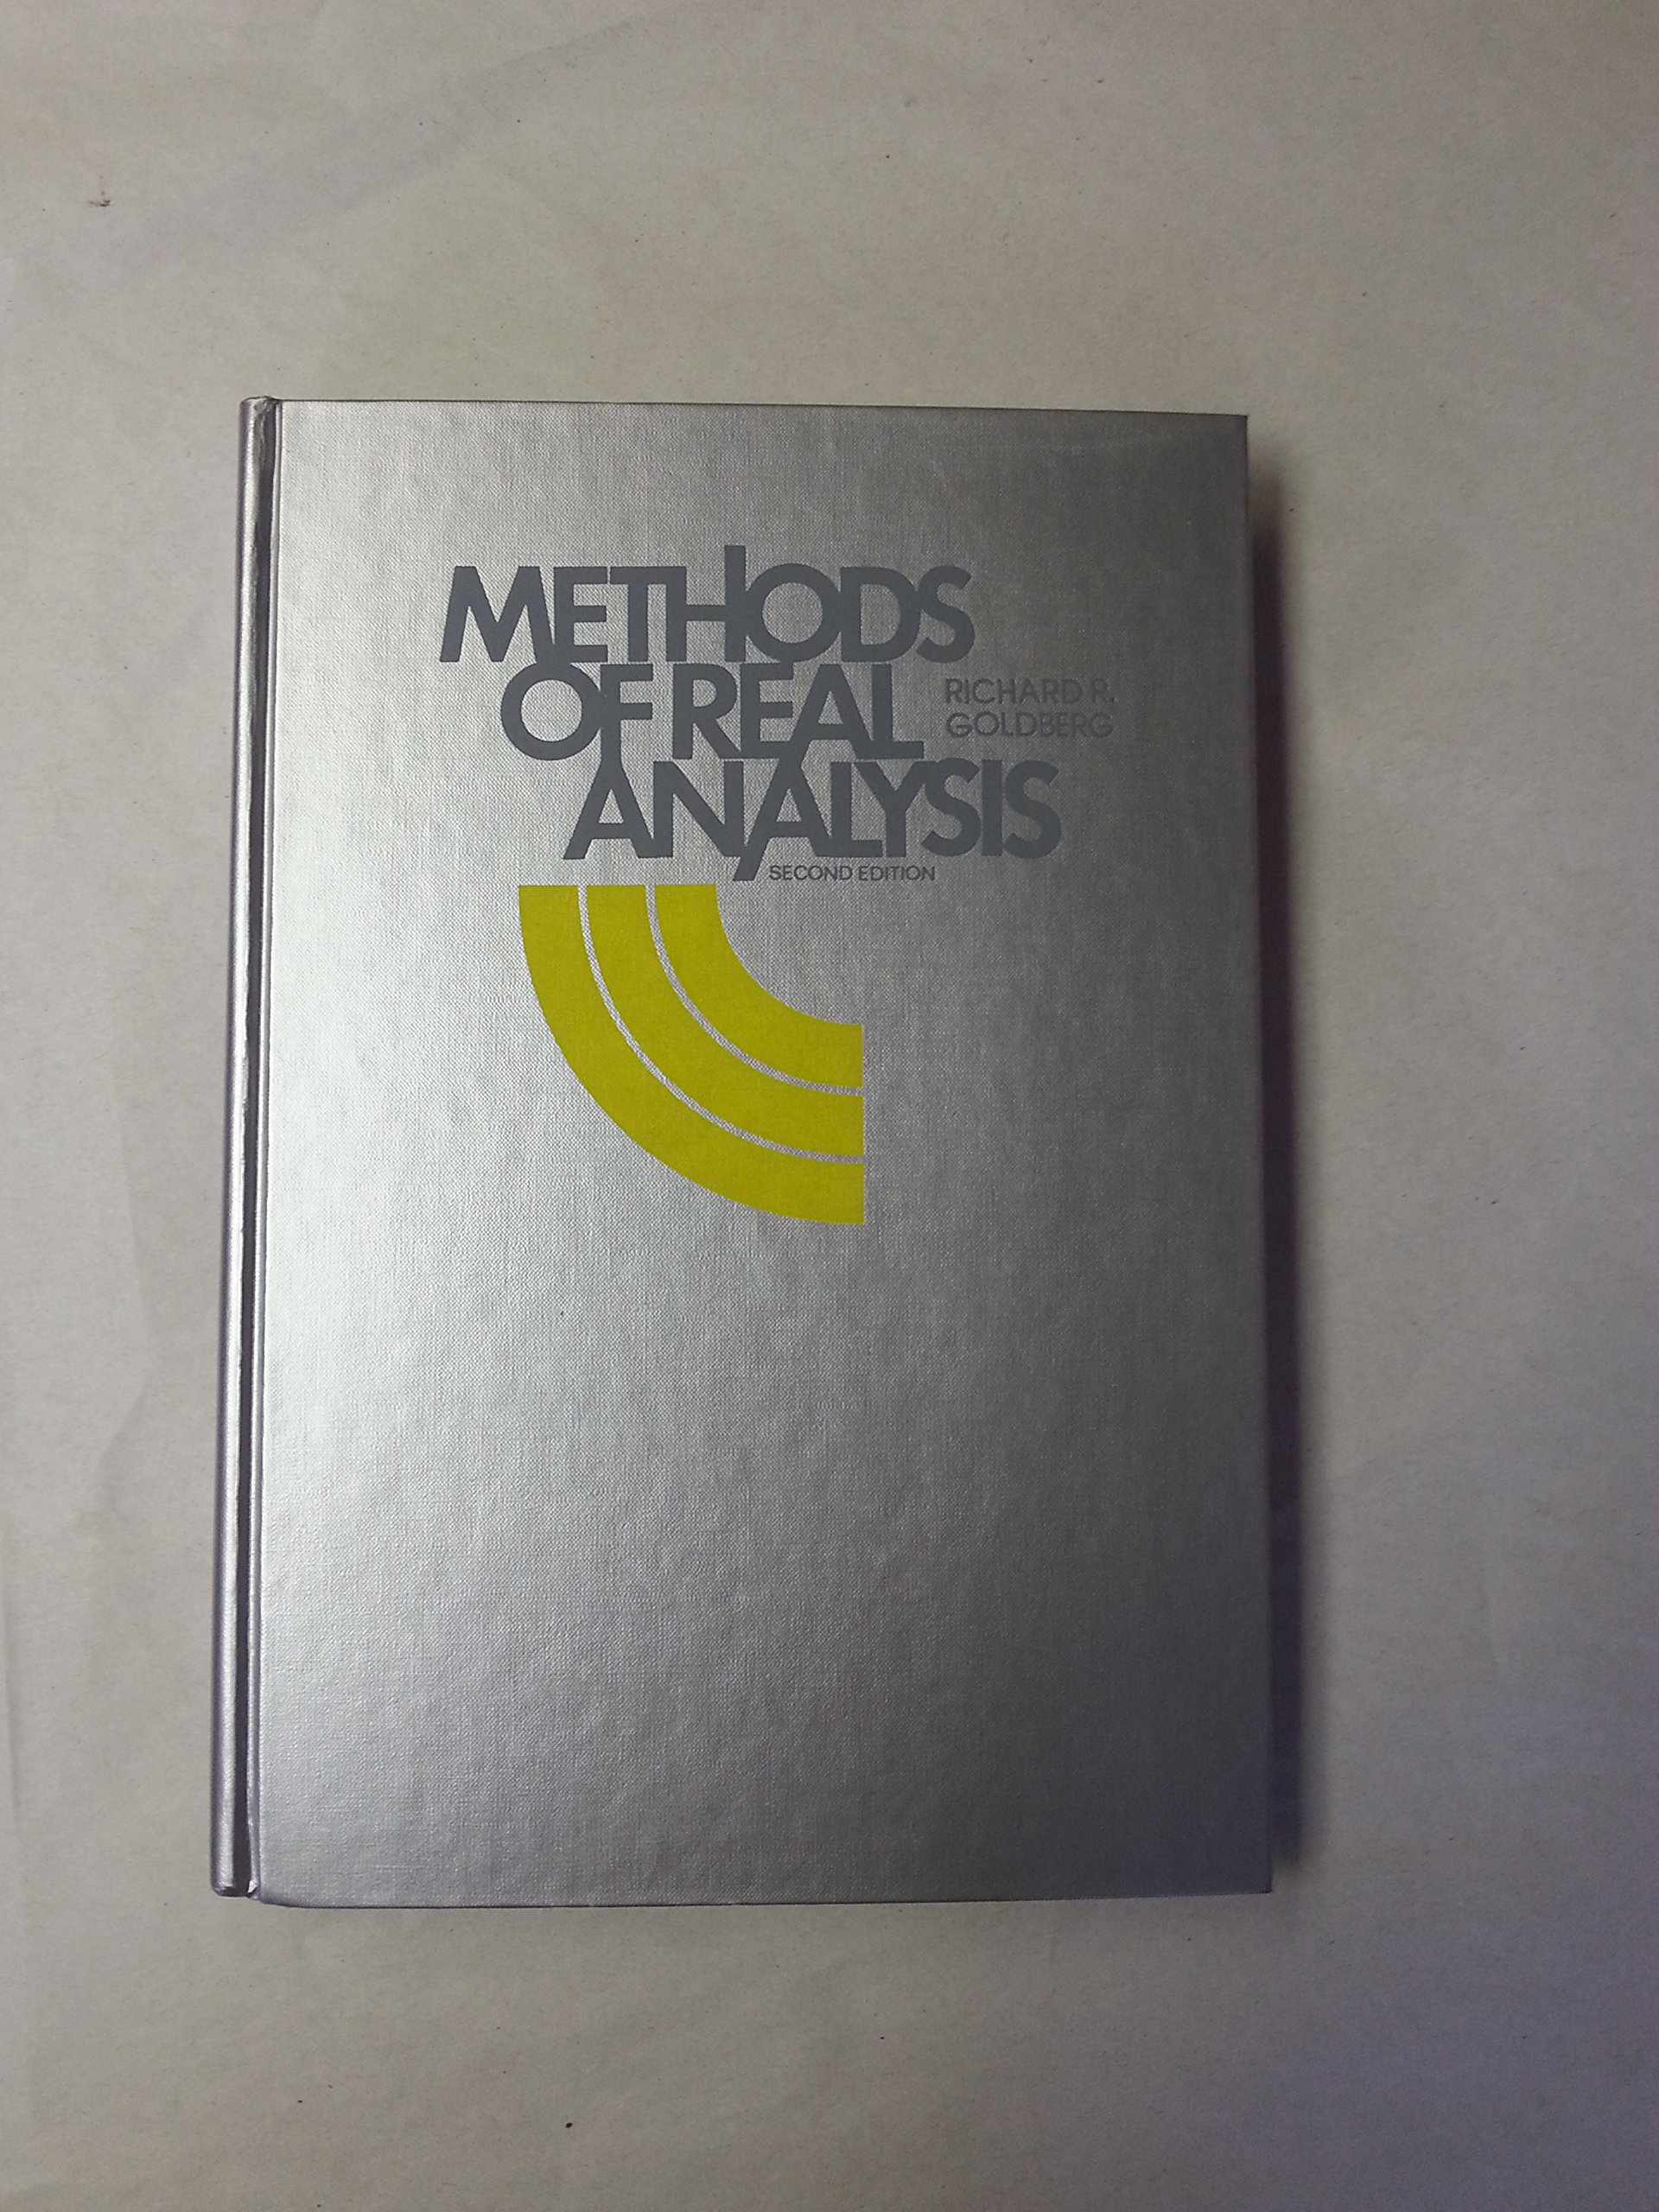 METHODS
OF REAL
RICHARD R.
GOLDBERG
ANALYSIS
SECOND EDITION